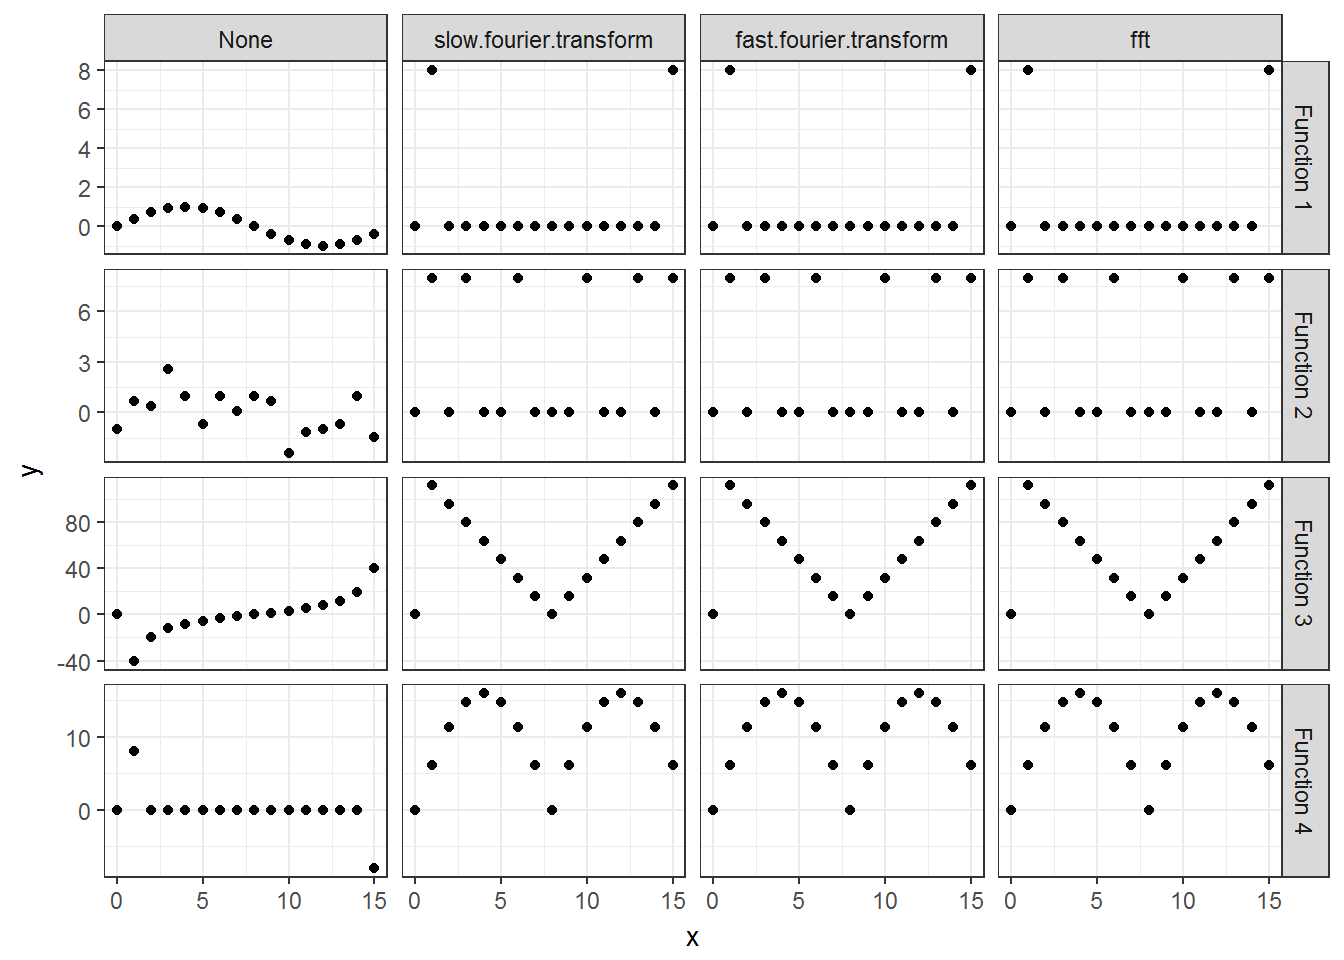 None
slow.fourier.transform
fast.fourier.transform
fft
8
6
4
2
0
Function 1
6
3
0
Function 2
80
40
0
-40
Function 3
10
0
Function 4
0 5 10 15 0 5 10 15 0 5 10 15 0 5 10 15
x
y